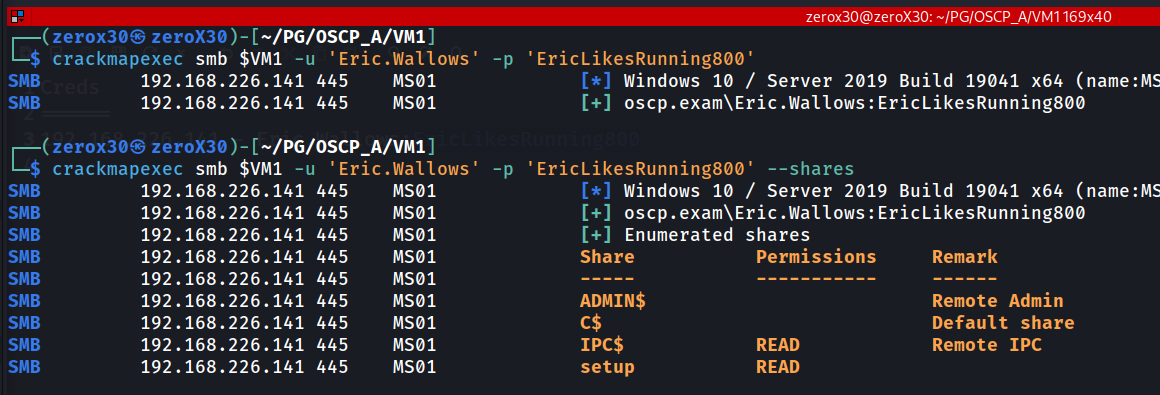 zerox30@zeroX30: ~/PG/OSCP_A/VM1 169x40
┌──(zerox30㉿zeroX30)-[~/PG/OSCP_A/VM1]
└─$ crackmapexec smb $VM1 -u 'Eric.Wallows' -p 'EricLikesRunning800'
SMB 192.168.226.141 445 MS01 [*] Windows 10 / Server 2019 Build 19041 x64 (name:MS
SMB 192.168.226.141 445 MS01 [+] oscp.exam\Eric.Wallows:EricLikesRunning800
┌──(zerox30㉿zeroX30)-[~/PG/OSCP_A/VM1]
└─$ crackmapexec smb $VM1 -u 'Eric.Wallows' -p 'EricLikesRunning800' --shares
SMB 192.168.226.141 445 MS01 [*] Windows 10 / Server 2019 Build 19041 x64 (name:MS
SMB 192.168.226.141 445 MS01 [+] oscp.exam\Eric.Wallows:EricLikesRunning800
SMB 192.168.226.141 445 MS01 [+] Enumerated shares
SMB 192.168.226.141 445 MS01 Share Permissions Remark
SMB 192.168.226.141 445 MS01 ----- ----------- ------
SMB 192.168.226.141 445 MS01 ADMIN$ Remote Admin
SMB 192.168.226.141 445 MS01 C$ Default share
SMB 192.168.226.141 445 MS01 IPC$ READ Remote IPC
SMB 192.168.226.141 445 MS01 setup READ